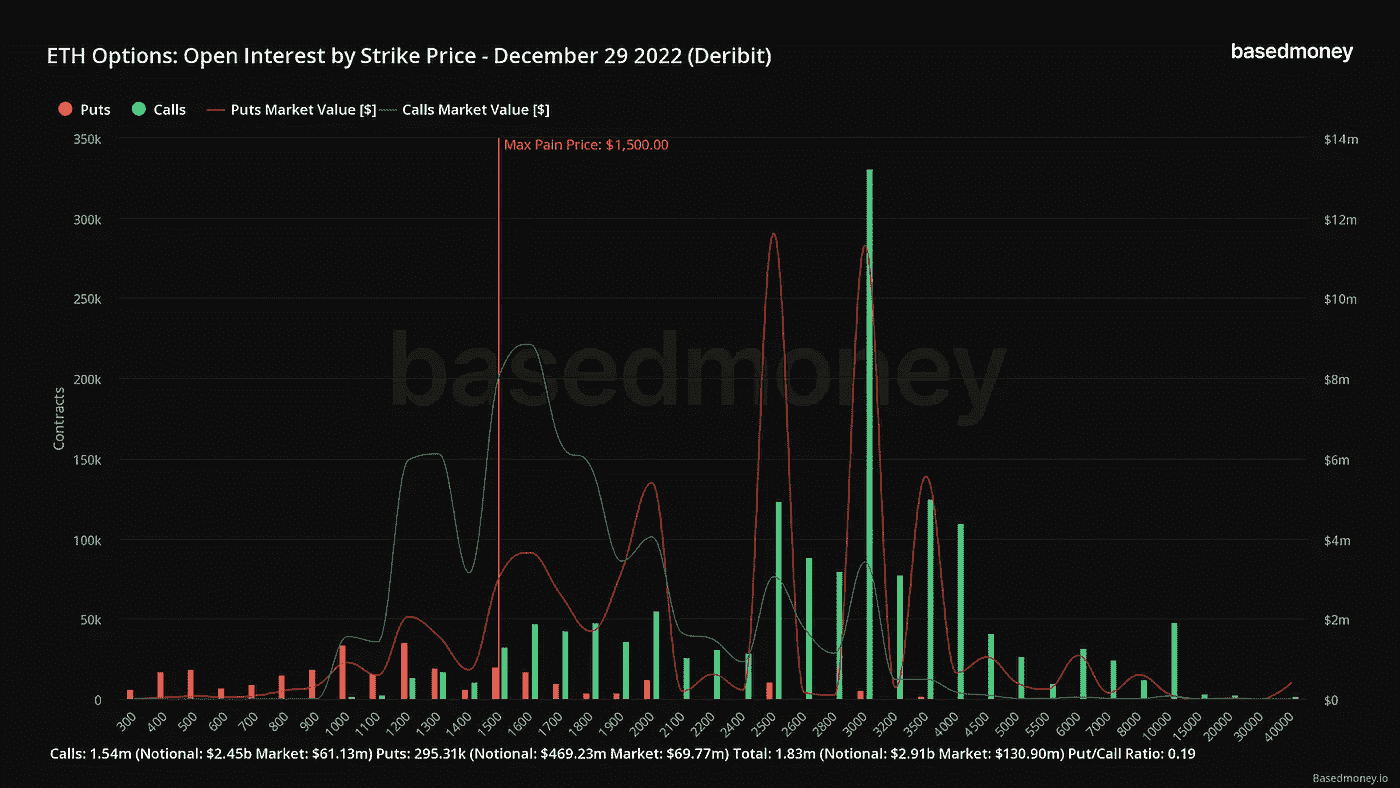 ETH Options: Open Interest by Strike Price - December 29 2022 (Deribit)
basedmoney
Puts Calls Puts Market Value [$] Calls Market Value [$]
350k $14m
Max Pain Price: $1,500.00
300k $12m
250k $10m
basedmoney
200k $8m
Contracts
150k $6m
100k $4m
50k $2m
0 $0
300 400 500 600 700 800 900 1000 1100 1200 1300 1400 1500 1600 1700 1800 1900 2000 2100 2200 2400 2500 2600 2800 3000 3200 3500 4000 4500 5000 5500 6000 7000 8000 10000 15000 20000 30000 40000
Calls: 1.54m (Notional: $2.45b Market: $61.13m) Puts: 295.31k (Notional: $469.23m Market: $69.77m) Total: 1.83m (Notional: $2.91b Market: $130.90m) Put/Call Ratio: 0.19
Basedmoney.io